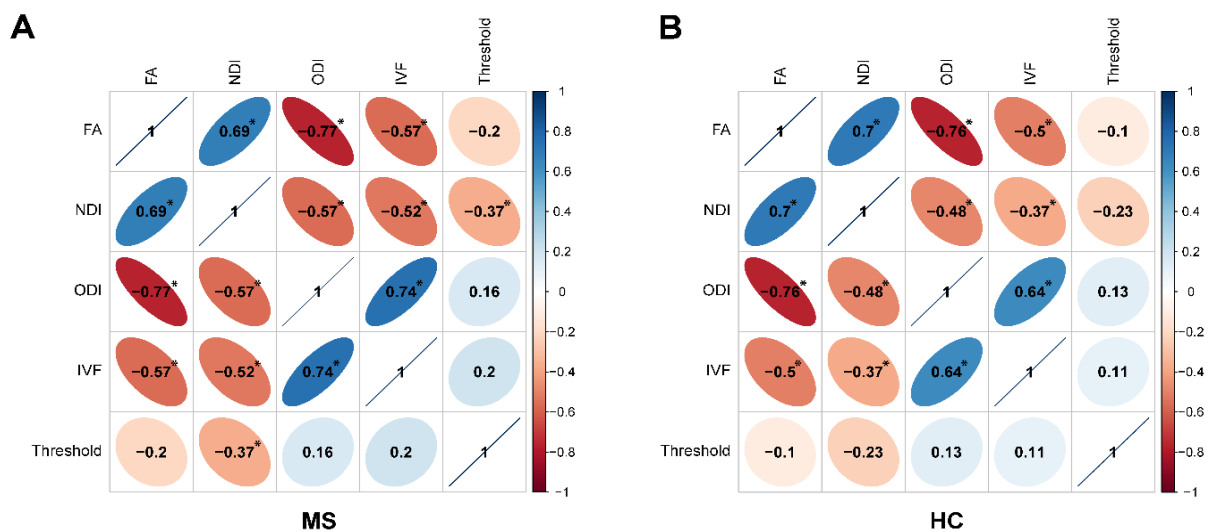 A
FA NDI ODI IVF Threshold
FA 1 0.69* −0.77* −0.57* −0.2
NDI 0.69* 1 −0.57* −0.52* −0.37*
ODI −0.77* −0.57* 1 0.74* 0.16
IVF −0.57* −0.52* 0.74* 1 0.2
Threshold −0.2 −0.37* 0.16 0.2 1
1
0.8
0.6
0.4
0.2
0
−0.2
−0.4
−0.6
−0.8
−1
MS
B
FA NDI ODI IVF Threshold
FA 1 0.7* −0.76* −0.5* −0.1
NDI 0.7* 1 −0.48* −0.37* −0.23
ODI −0.76* −0.48* 1 0.64* 0.13
IVF −0.5* −0.37* 0.64* 1 0.11
Threshold −0.1 −0.23 0.13 0.11 1
1
0.8
0.6
0.4
0.2
0
−0.2
−0.4
−0.6
−0.8
−1
HC